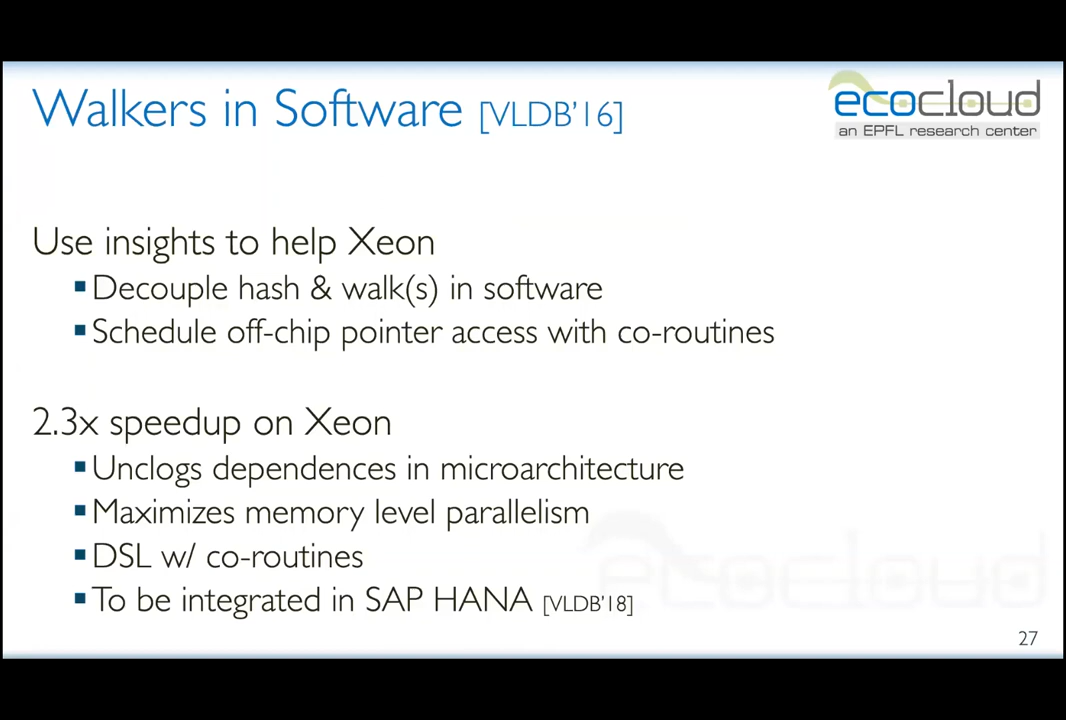 Walkers in Software [VLDB'16]
ecocloud
an EPFL research center
Use insights to help Xeon
▪Decouple hash & walk(s) in software
▪Schedule off-chip pointer access with co-routines
2.3x speedup on Xeon
▪Unclogs dependences in microarchitecture
▪Maximizes memory level parallelism
▪DSL w/ co-routines
▪To be integrated in SAP HANA [VLDB'18]
ecocloud
27